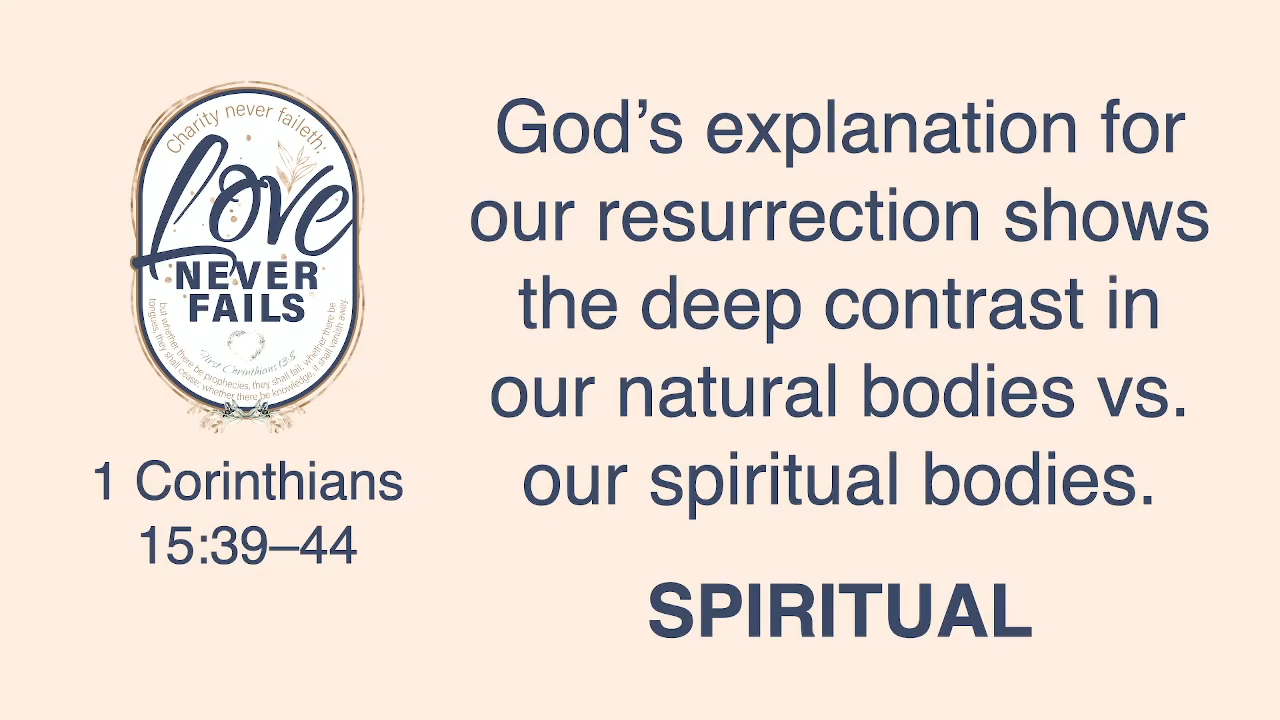 Charity never faileth:
Love
NEVER
FAILS
but whether there be prophecies, they shall fail; whether there be
tongues, they shall cease; whether there be knowledge, it shall vanish away.
First Corinthians 13:8
1 Corinthians
15:39–44
God’s explanation for
our resurrection shows
the deep contrast in
our natural bodies vs.
our spiritual bodies.
SPIRITUAL